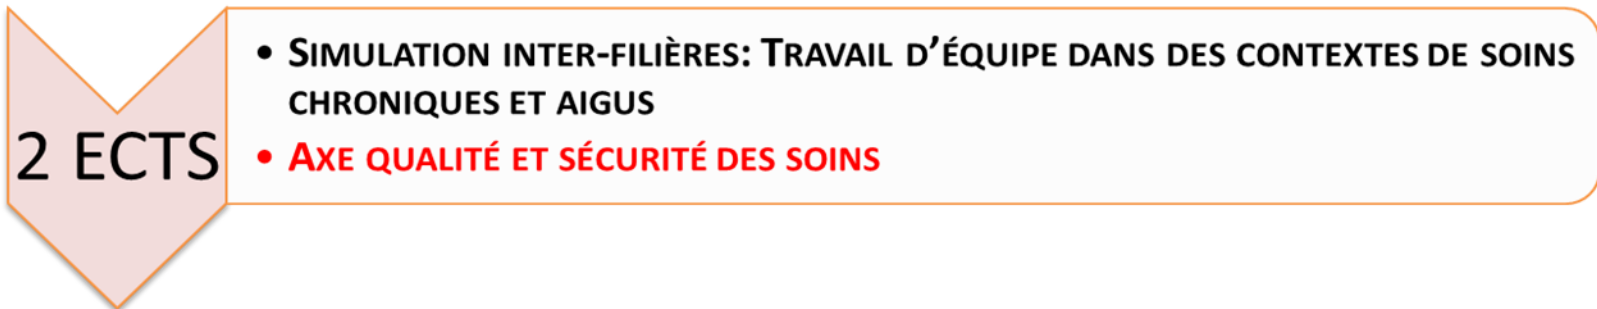 2 ECTS
• SIMULATION INTER-FILIÈRES: TRAVAIL D'ÉQUIPE DANS DES CONTEXTES DE SOINS
CHRONIQUES ET AIGUS
• AXE QUALITÉ ET SÉCURITÉ DES SOINS